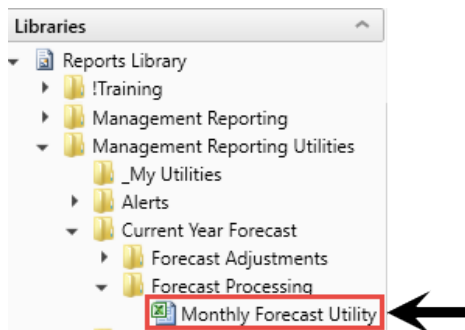 Libraries
Reports Library
!Training
Management Reporting
Management Reporting Utilities
_My Utilities
Alerts
Current Year Forecast
Forecast Adjustments
Forecast Processing
Monthly Forecast Utility